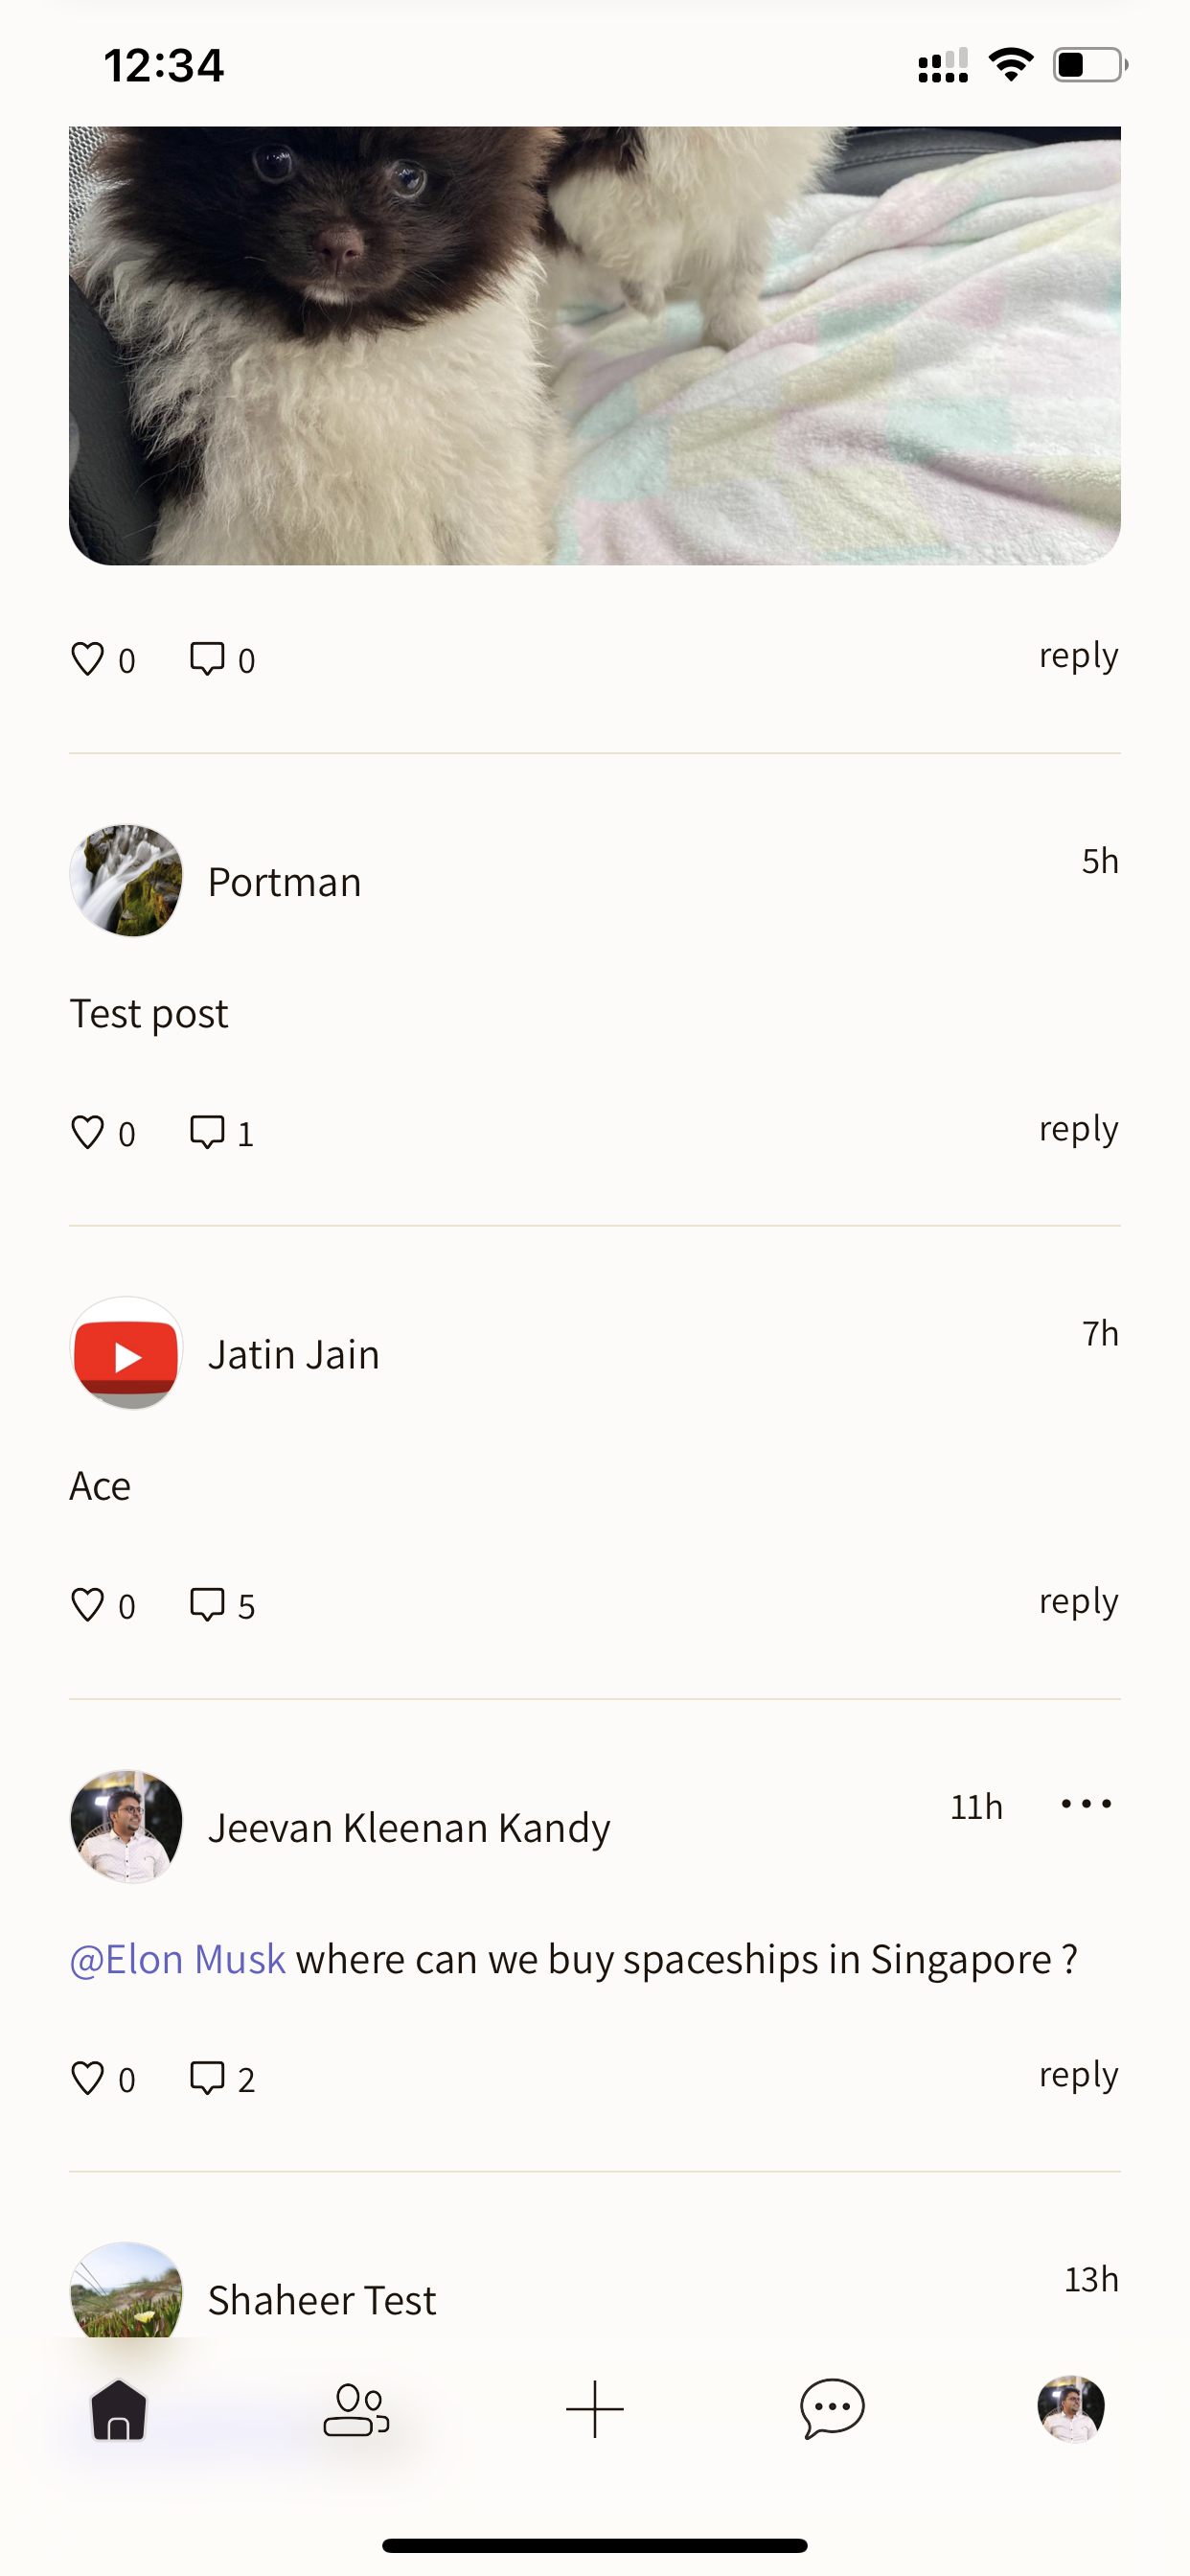 12:34
0 0 reply
Portman 5h
Test post
0 1 reply
Jatin Jain 7h
Ace
0 5 reply
Jeevan Kleenan Kandy 11h
@Elon Musk where can we buy spaceships in Singapore ?
0 2 reply
Shaheer Test 13h